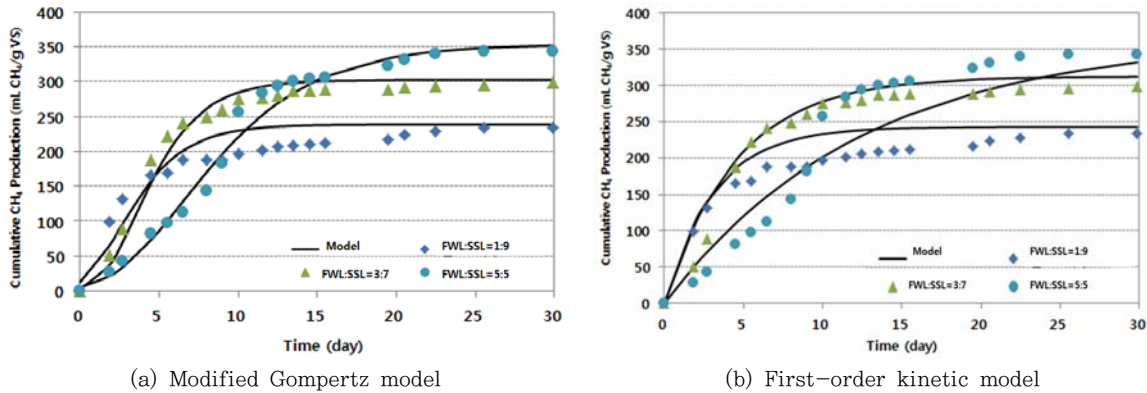 400
350
300
250
200
150
100
50
0
Cumulative CH₄ Production (mL CH₄/g VS)
Model
FWL:SSL=1:9
FWL:SSL=3:7
FWL:SSL=5:5
0 5 10 15 20 25 30
Time (day)
(a) Modified Gompertz model
400
350
300
250
200
150
100
50
0
Cumulative CH₄ Production (mL CH₄/g VS)
Model
FWL:SSL=1:9
FWL:SSL=3:7
FWL:SSL=5:5
0 5 10 15 20 25 30
Time (day)
(b) First-order kinetic model